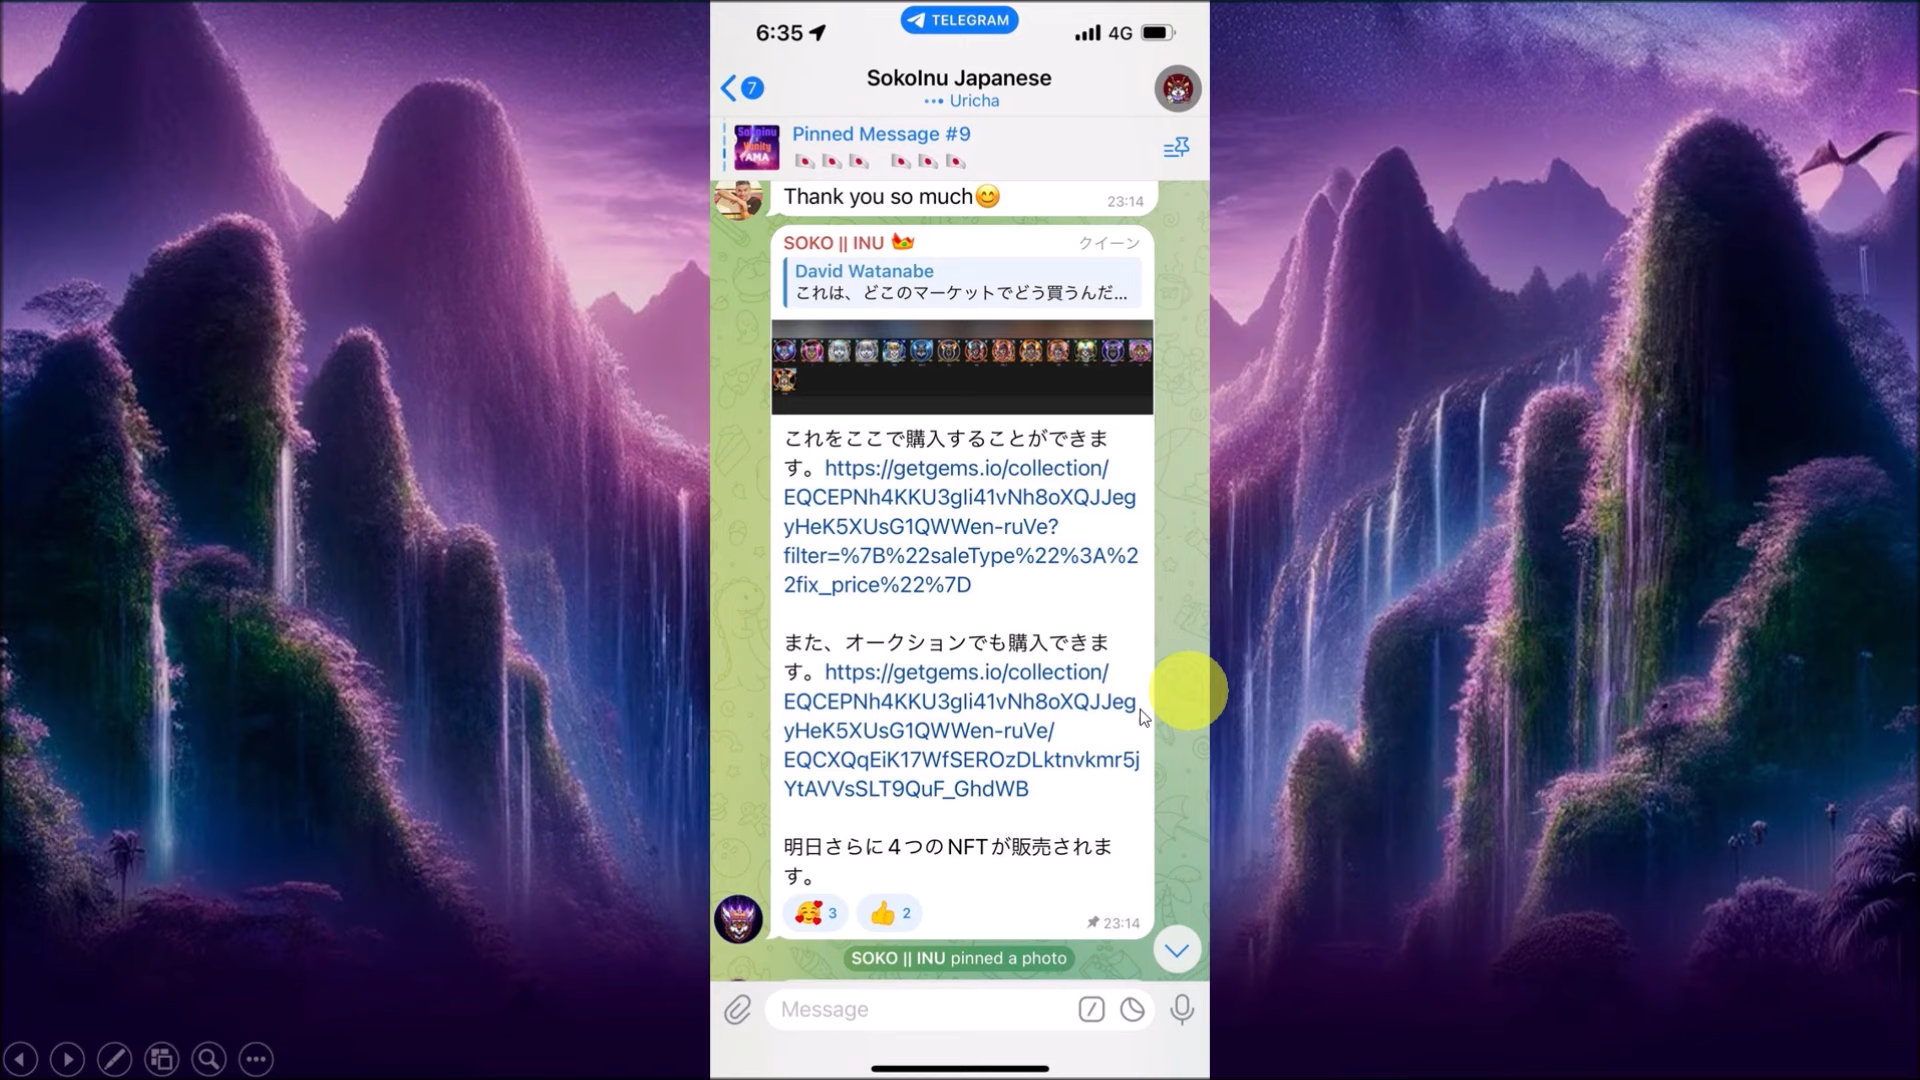 6:35
TELEGRAM
4G
7
SokoInu Japanese
Uricha
Pinned Message #9
🇯🇵🇯🇵🇯🇵 🇯🇵🇯🇵🇯🇵
SokoInu
Vanity
AMA
Thank you so much😊
23:14
SOKO || INU
クイーン
David Watanabe
これは、どこのマーケットでどう買うんだ...
これをここで購入することができま
す。https://getgems.io/collection/
EQCEPNh4KKU3gIi41vNh8oXQJJeg
yHeK5XUsG1QWWen-ruVe?
filter=%7B%22saleType%22%3A%2
2fix_price%22%7D
また、オークションでも購入できま
す。https://getgems.io/collection/
EQCEPNh4KKU3gIi41vNh8oXQJJeg
yHeK5XUsG1QWWen-ruVe/
EQCXQqEiK17WfSEROzDLktnvkmr5j
YtAVVsSLT9QuF_GhdWB
明日さらに4つのNFTが販売されま
す。
🥰 3 👍 2
23:14
SOKO || INU pinned a photo
Message